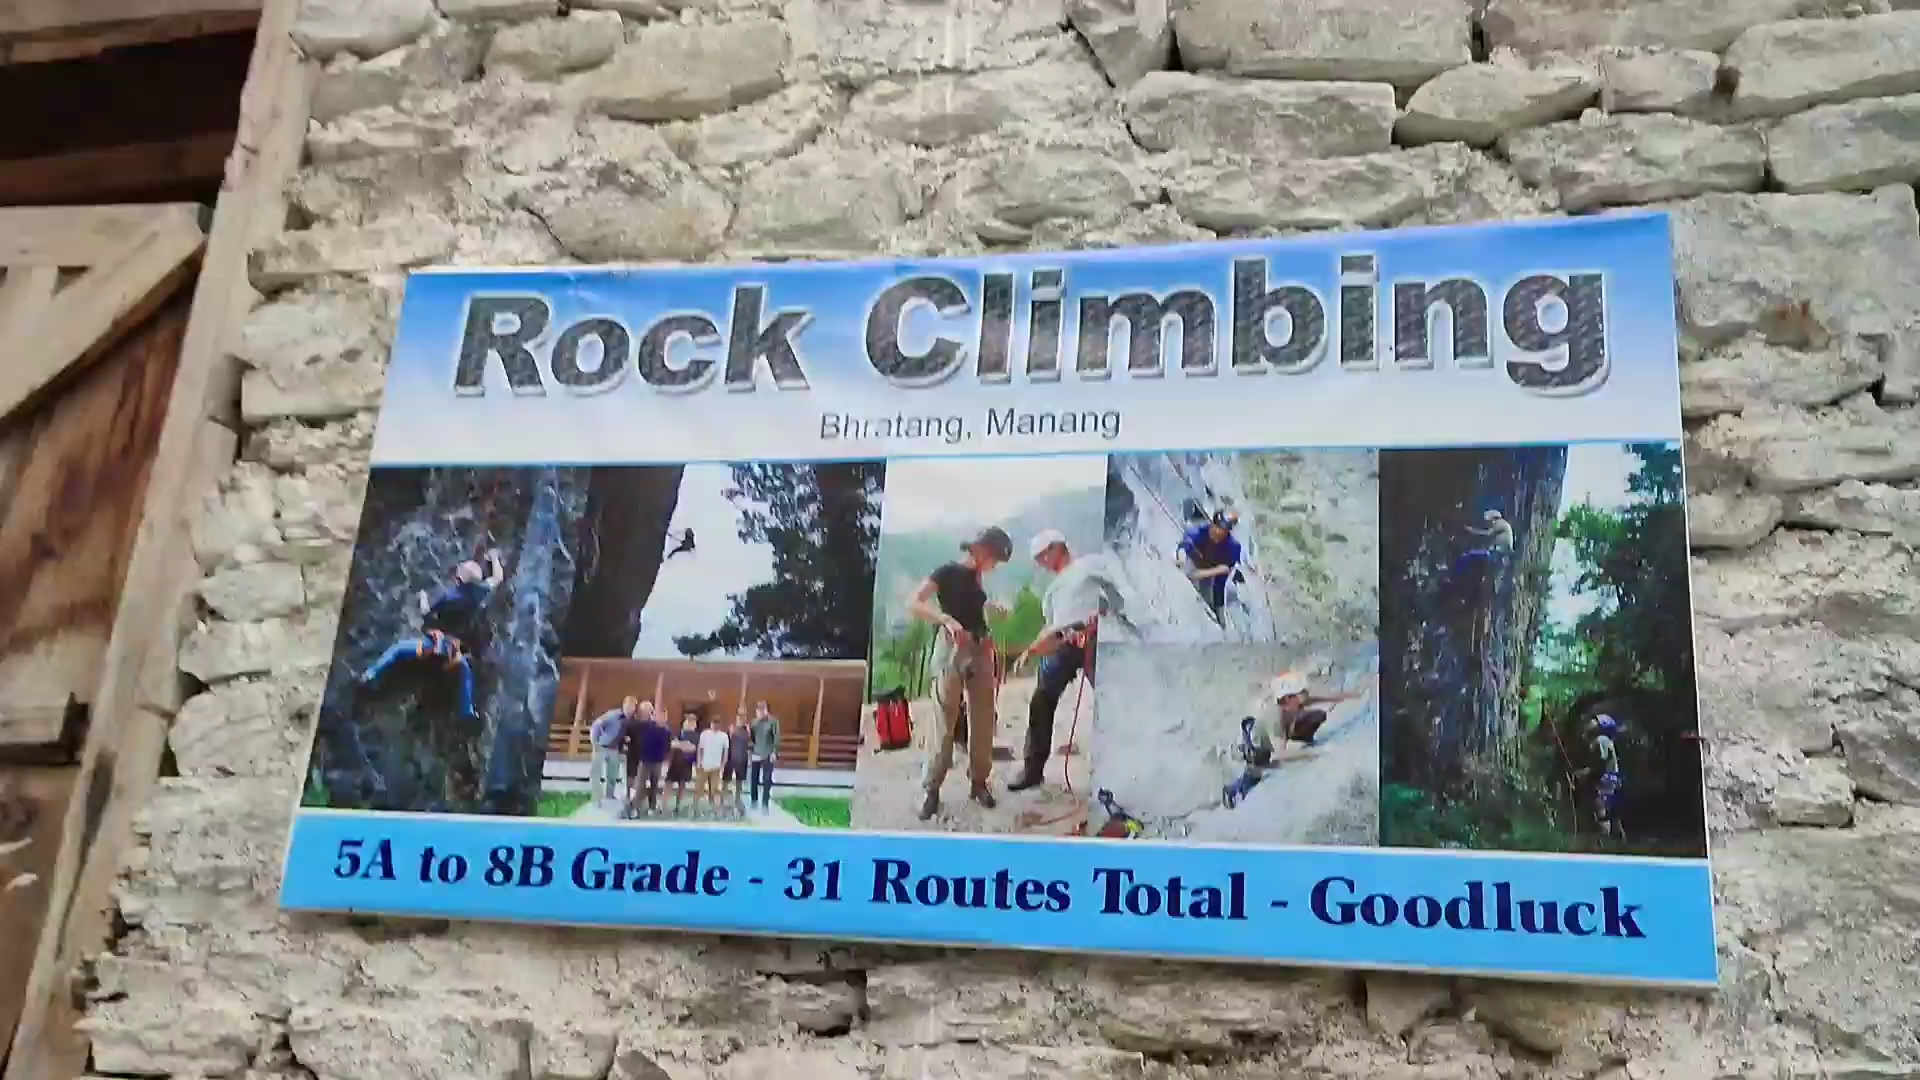 Rock Climbing
Bhratang, Manang
5A to 8B Grade - 31 Routes Total - Goodluck